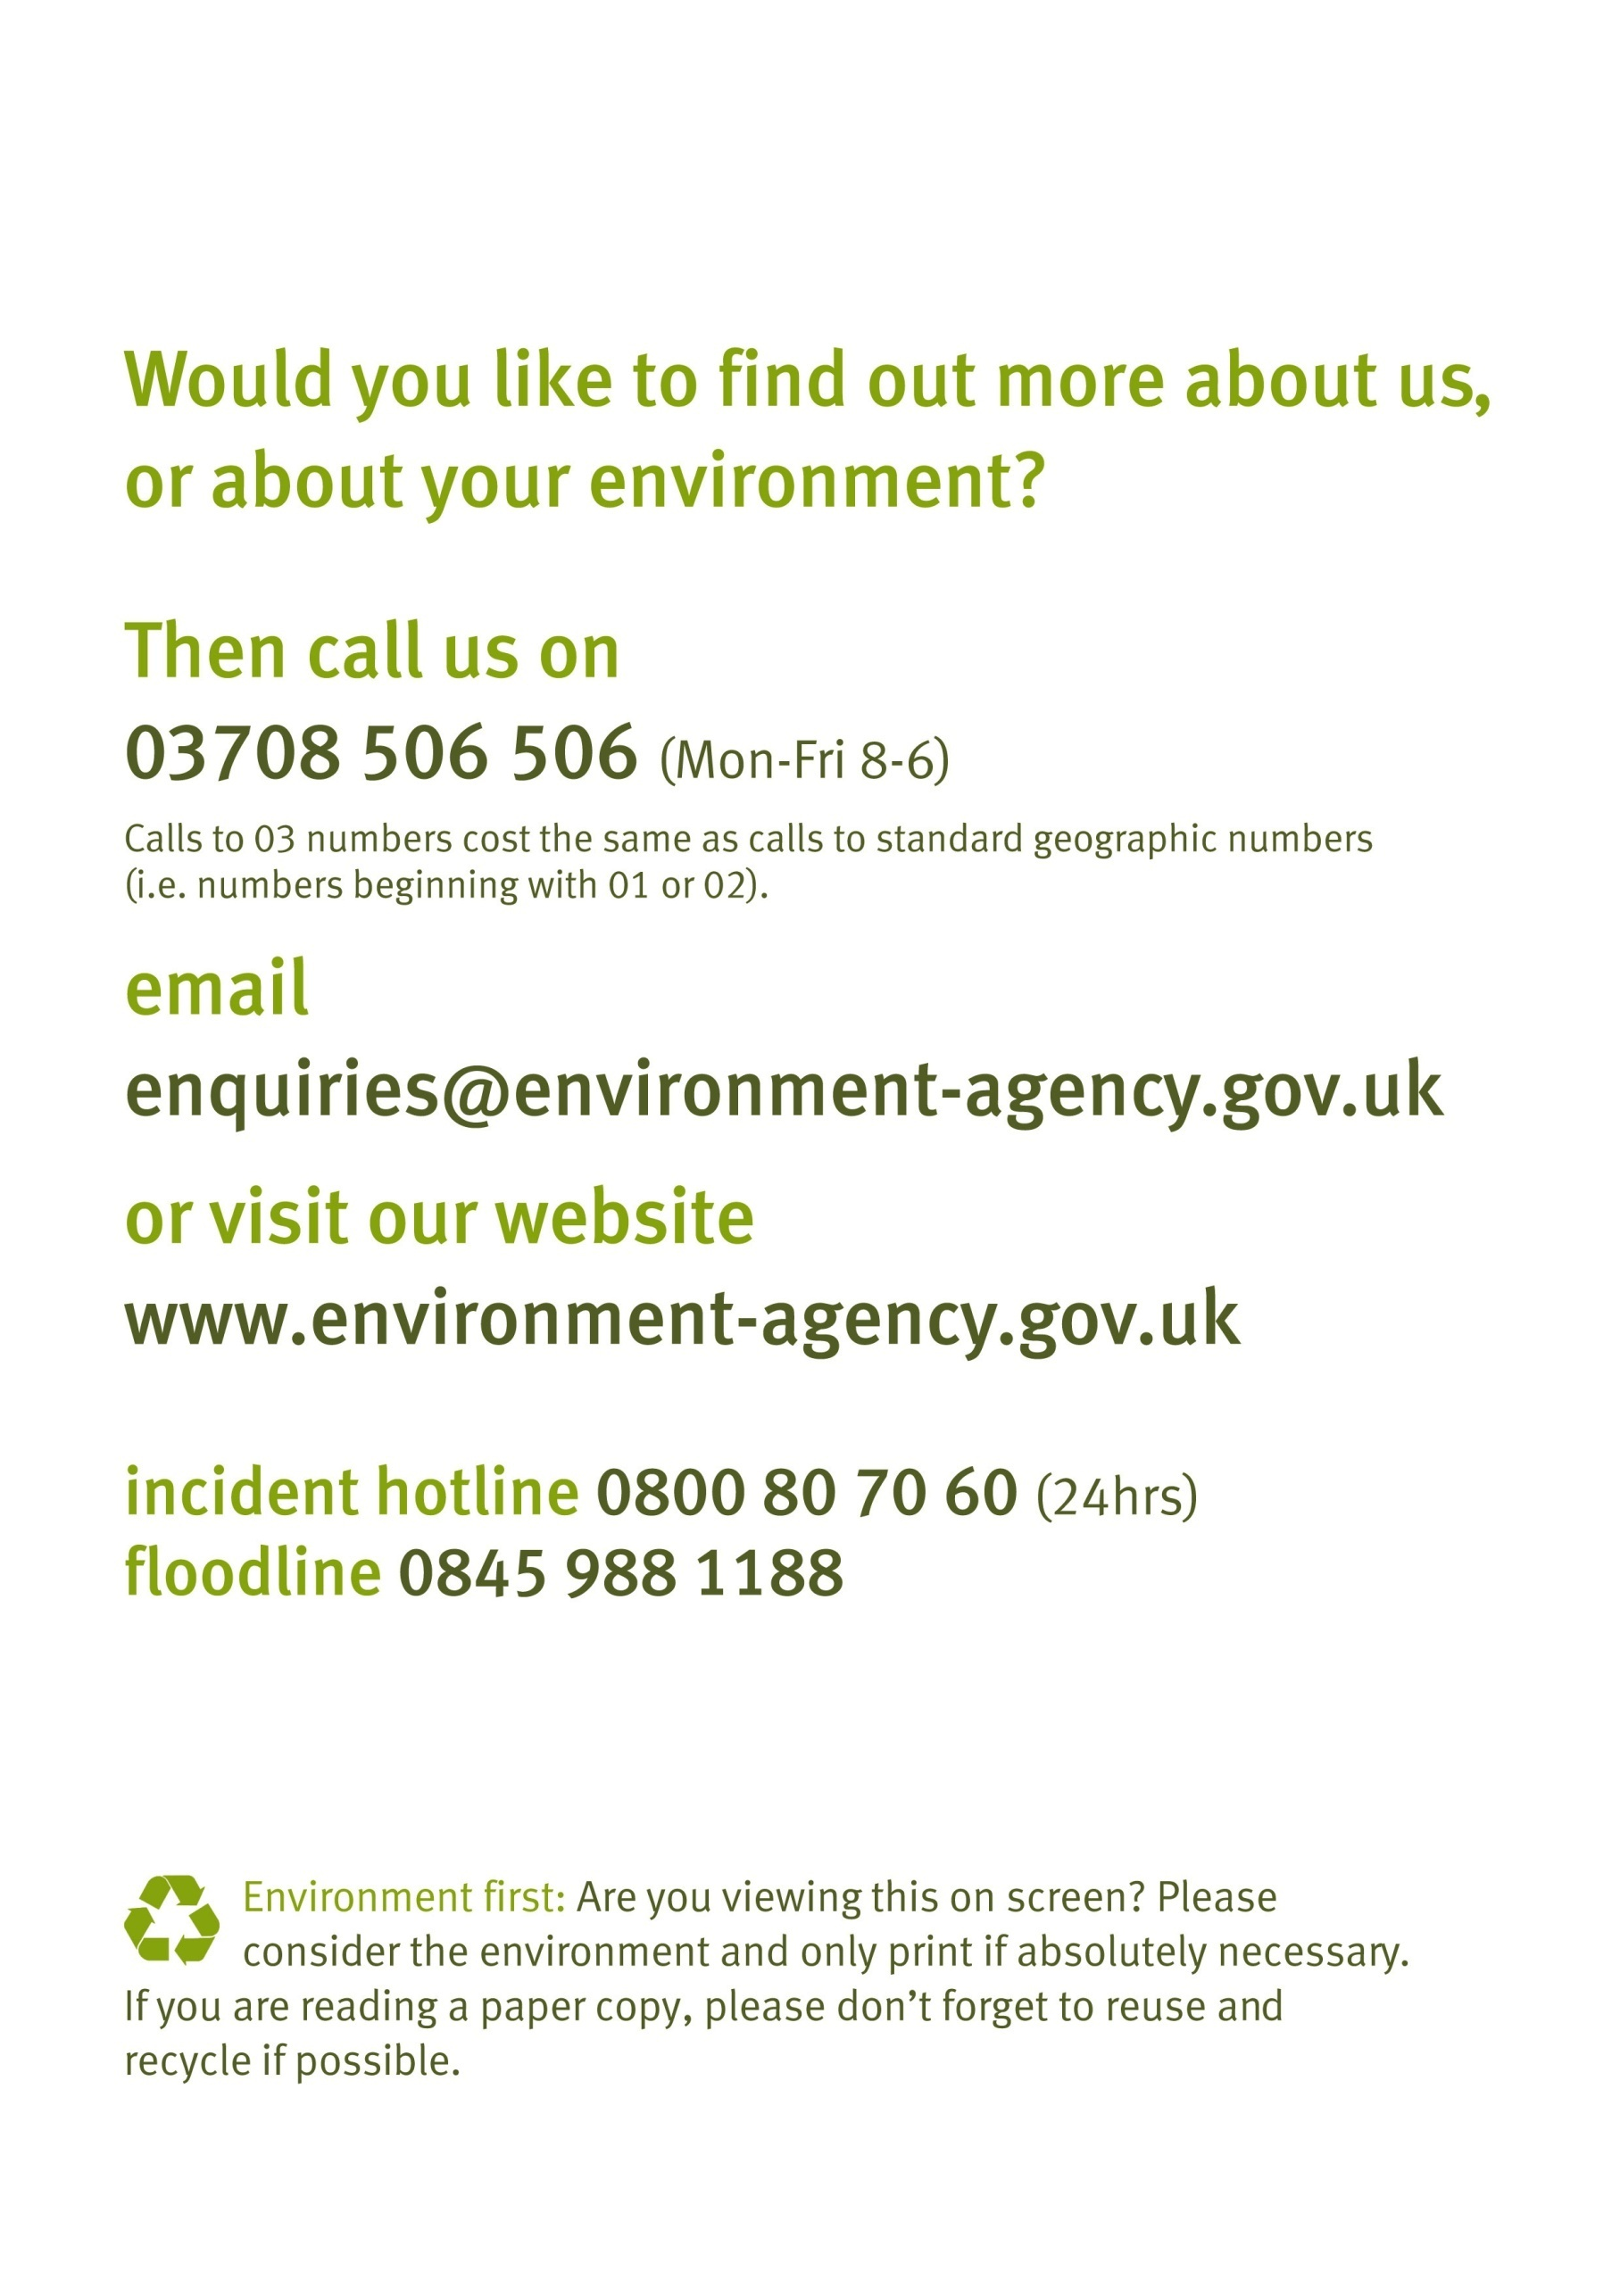 Would you like to find out more about us,
or about your environment?
Then call us on
03708 506 506 (Mon-Fri 8-6)
Calls to 03 numbers cost the same as calls to standard geographic numbers
(i.e. numbers beginning with 01 or 02).
email
enquiries@environment-agency.gov.uk
or visit our website
www.environment-agency.gov.uk
incident hotline 0800 80 70 60 (24hrs)
floodline 0845 988 1188
Environment first: Are you viewing this on screen? Please
consider the environment and only print if absolutely necessary.
If you are reading a paper copy, please don’t forget to reuse and
recycle if possible.